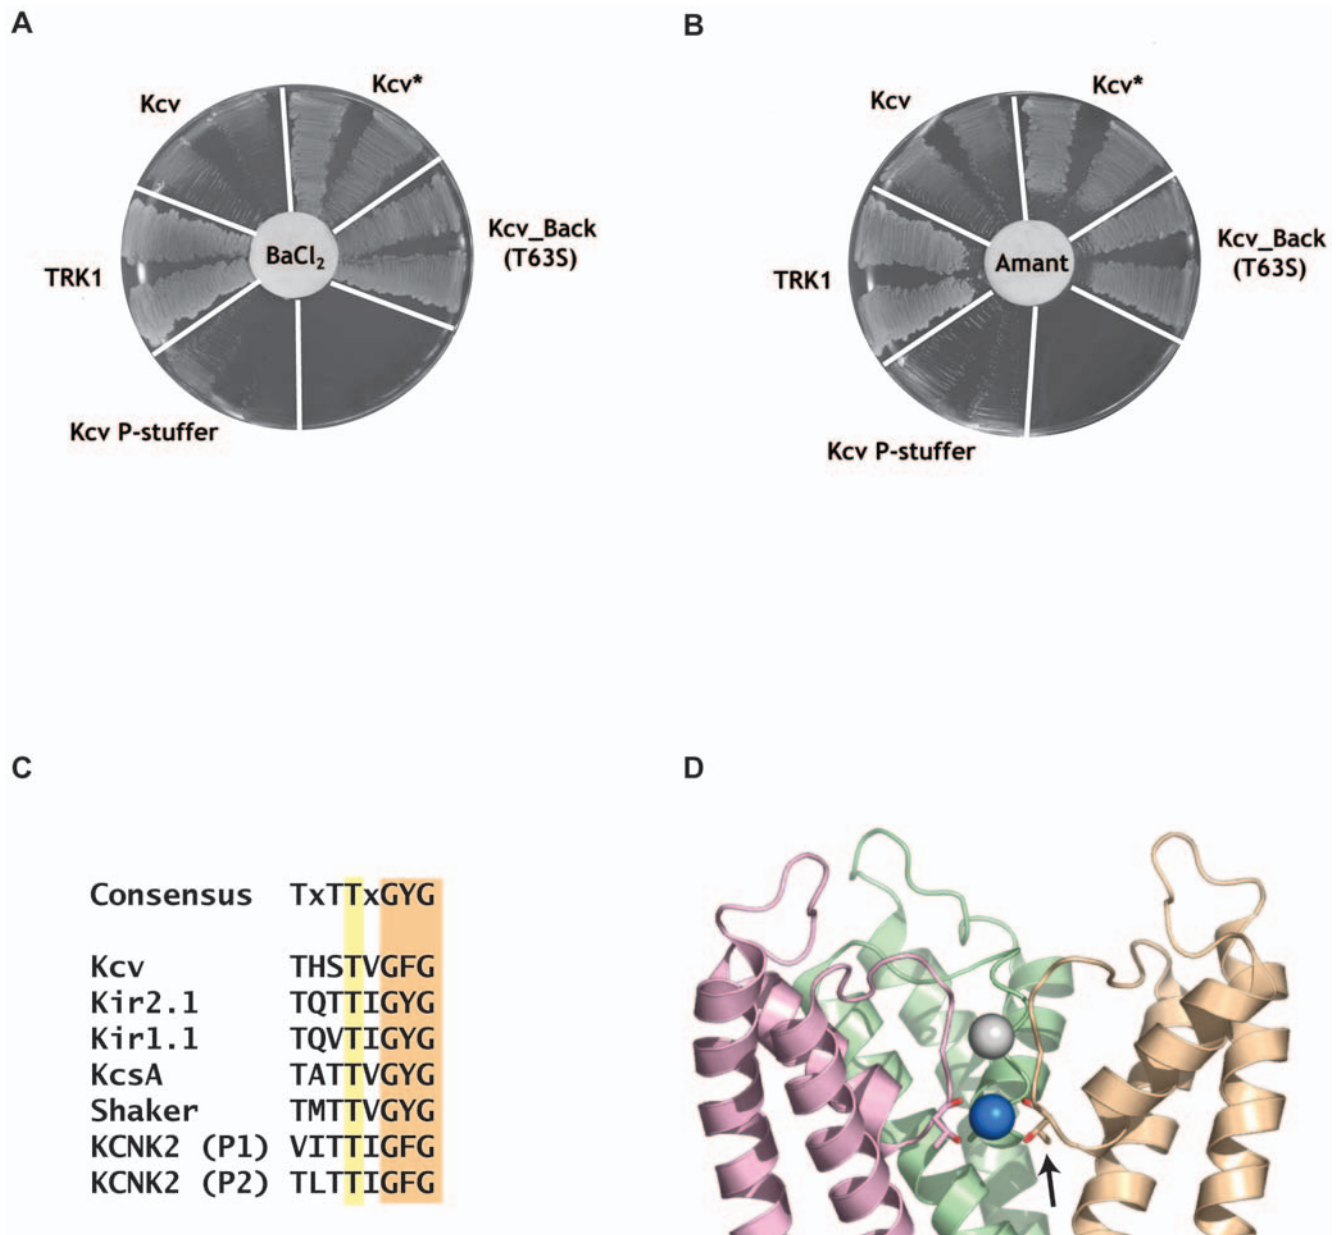 A
B
Kcv
Kcv*
Kcv_Back
(T63S)
BaCl₂
TRK1
Kcv P-stuffer
Kcv
Kcv*
Kcv_Back
(T63S)
Amant
TRK1
Kcv P-stuffer
C
D
Consensus TxTTxGYG
Kcv THSTVGFG
Kir2.1 TQTTIGYG
Kir1.1 TQVTIGYG
KcsA TATTVGYG
Shaker TMTTVGYG
KCNK2 (P1) VITTIGFG
KCNK2 (P2) TLTTIGFG